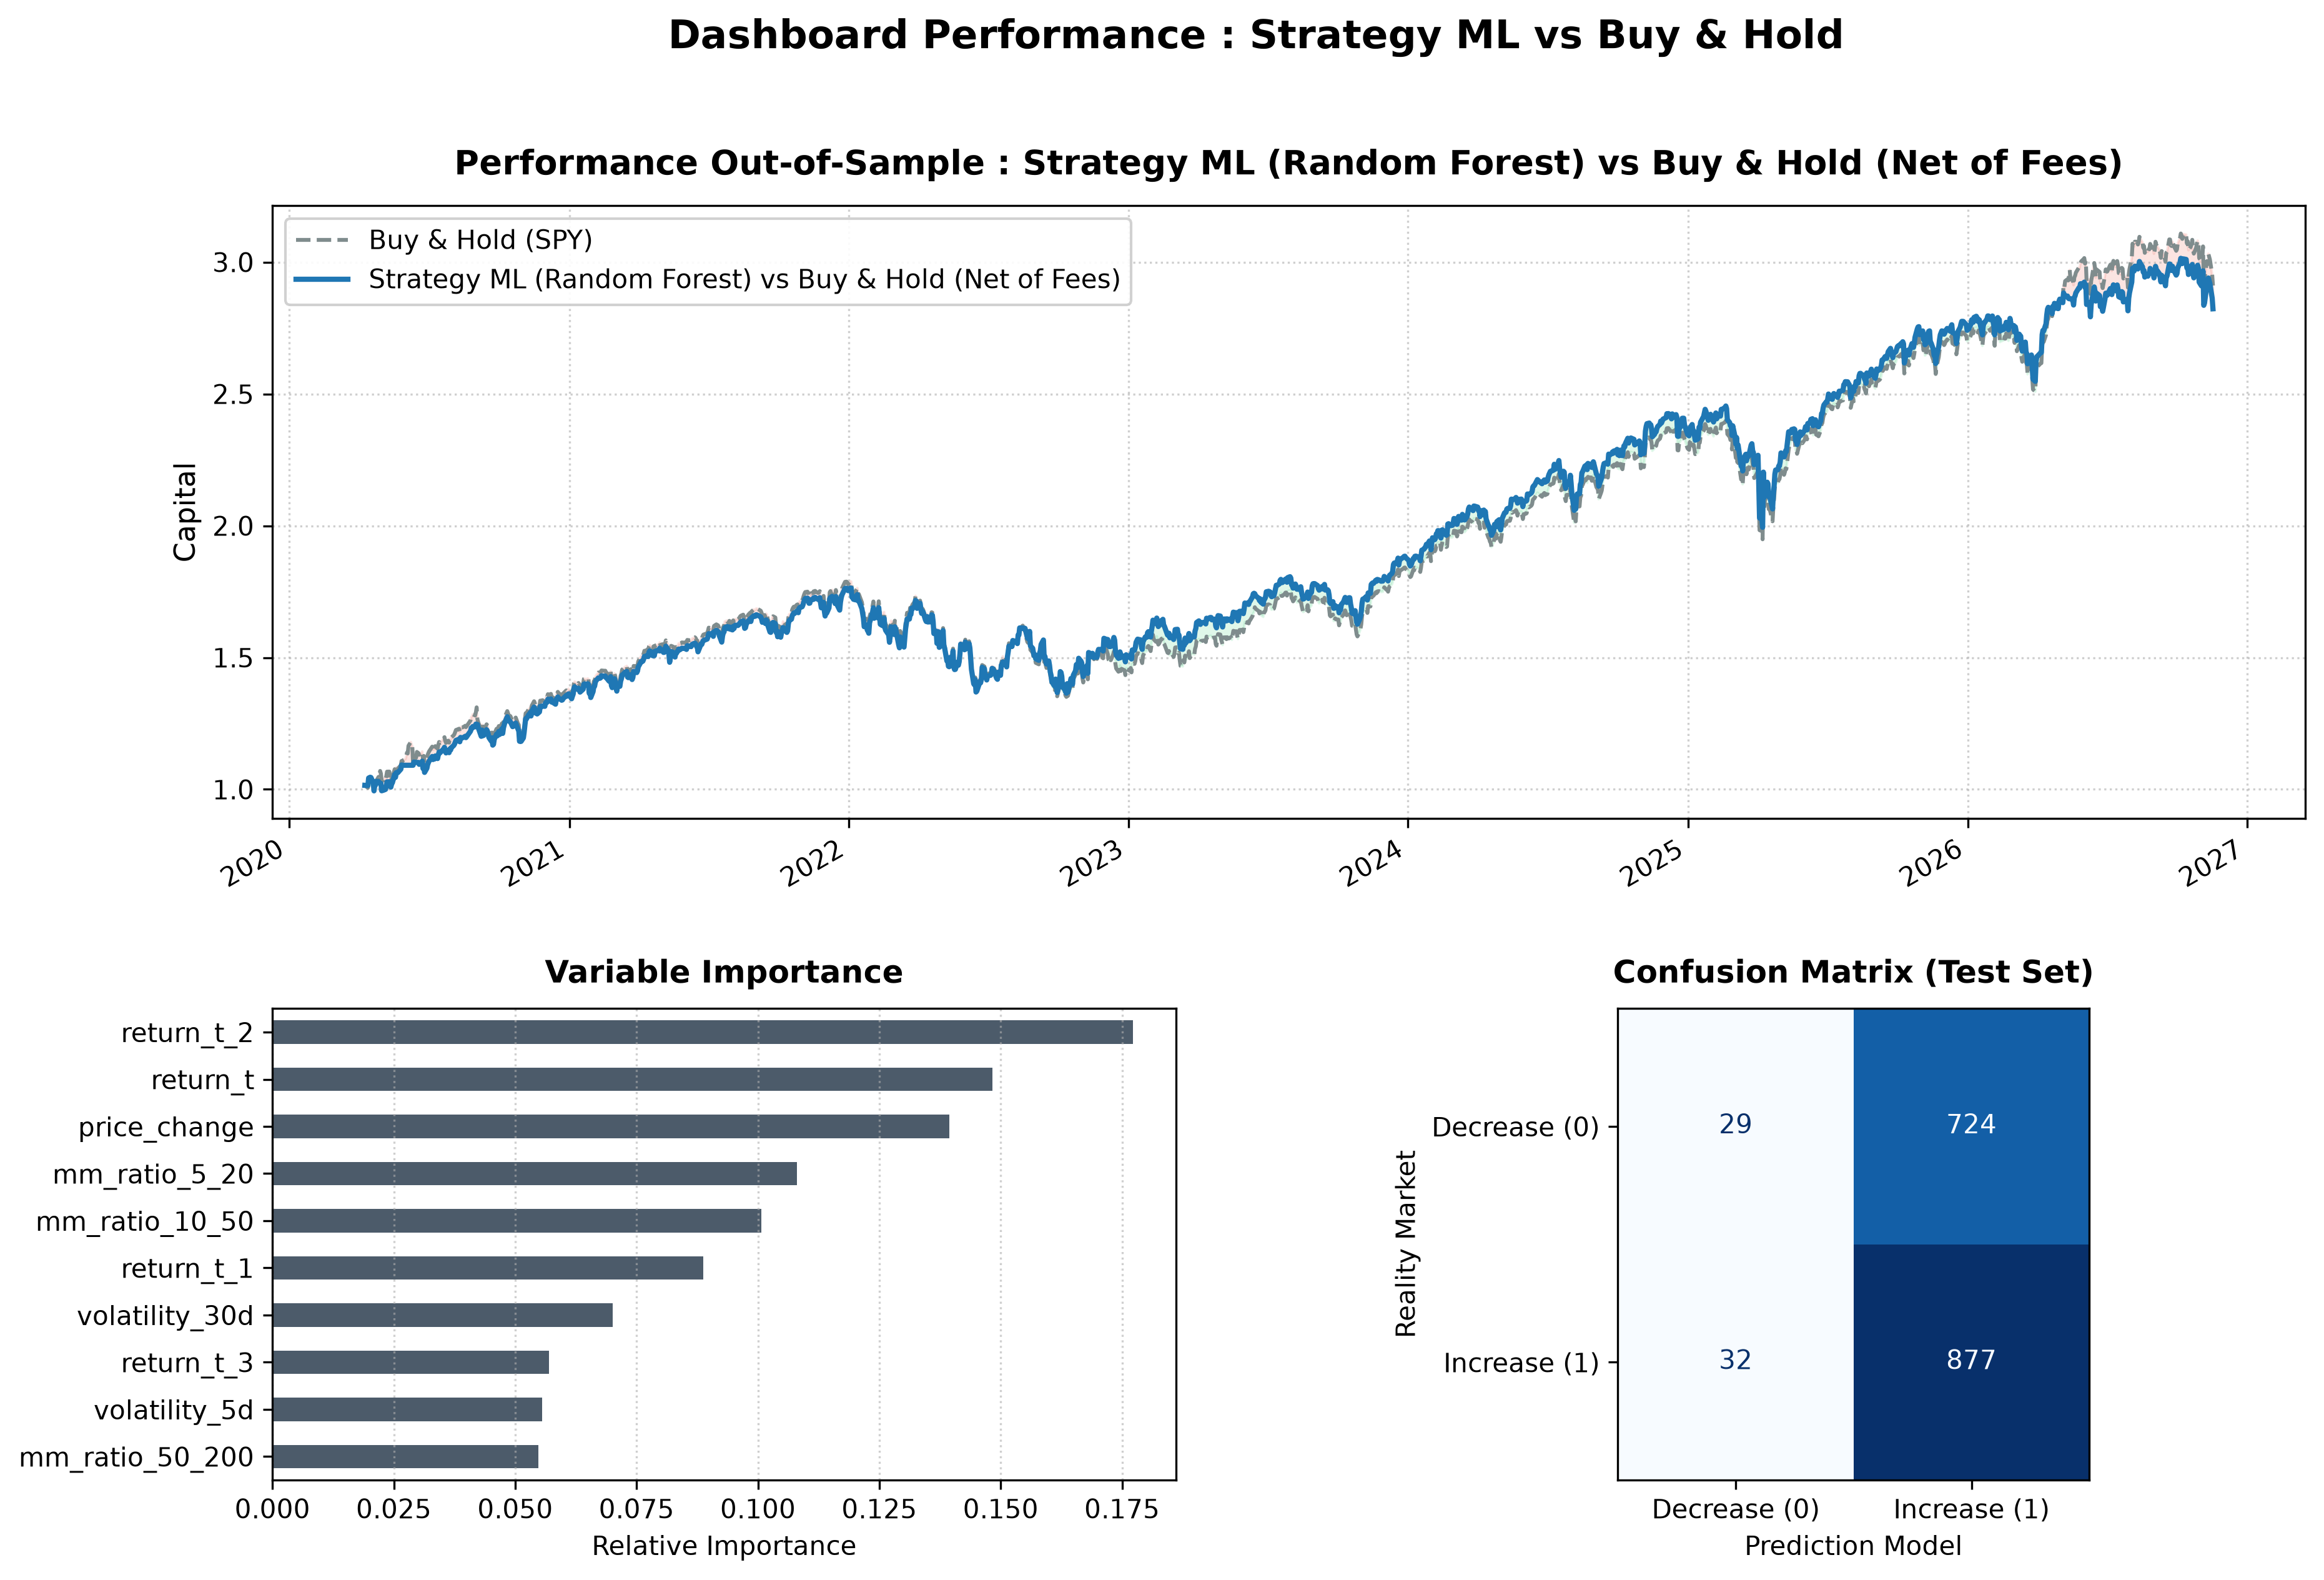 Dashboard Performance : Strategy ML vs Buy & Hold
Performance Out-of-Sample : Strategy ML (Random Forest) vs Buy & Hold (Net of Fees)
Buy & Hold (SPY)
Strategy ML (Random Forest) vs Buy & Hold (Net of Fees)
Capital
3.0
2.5
2.0
1.5
1.0
2020
2021
2022
2023
2024
2025
2026
2027
Variable Importance
return_t_2
return_t
price_change
mm_ratio_5_20
mm_ratio_10_50
return_t_1
volatility_30d
return_t_3
volatility_5d
mm_ratio_50_200
0.000
0.025
0.050
0.075
0.100
0.125
0.150
0.175
Relative Importance
Confusion Matrix (Test Set)
Reality Market
Decrease (0)
29
724
Increase (1)
32
877
Decrease (0)
Increase (1)
Prediction Model